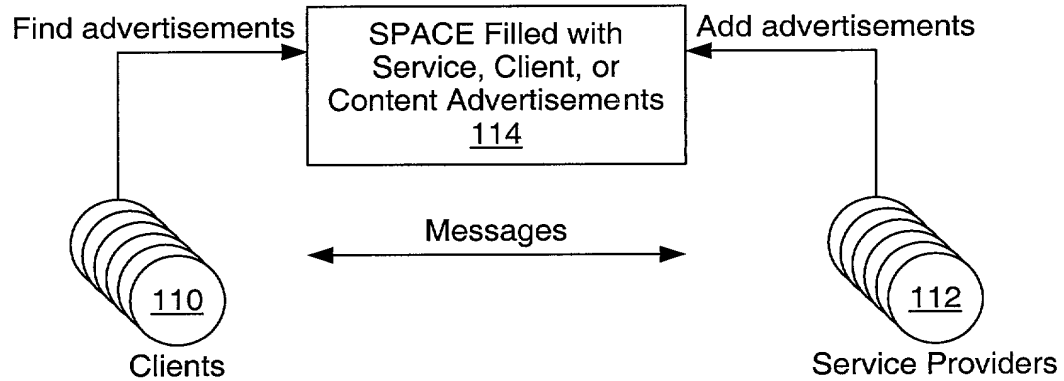 Find advertisements
SPACE Filled with
Service, Client, or
Content Advertisements
114
Add advertisements
Messages
110
Clients
112
Service Providers